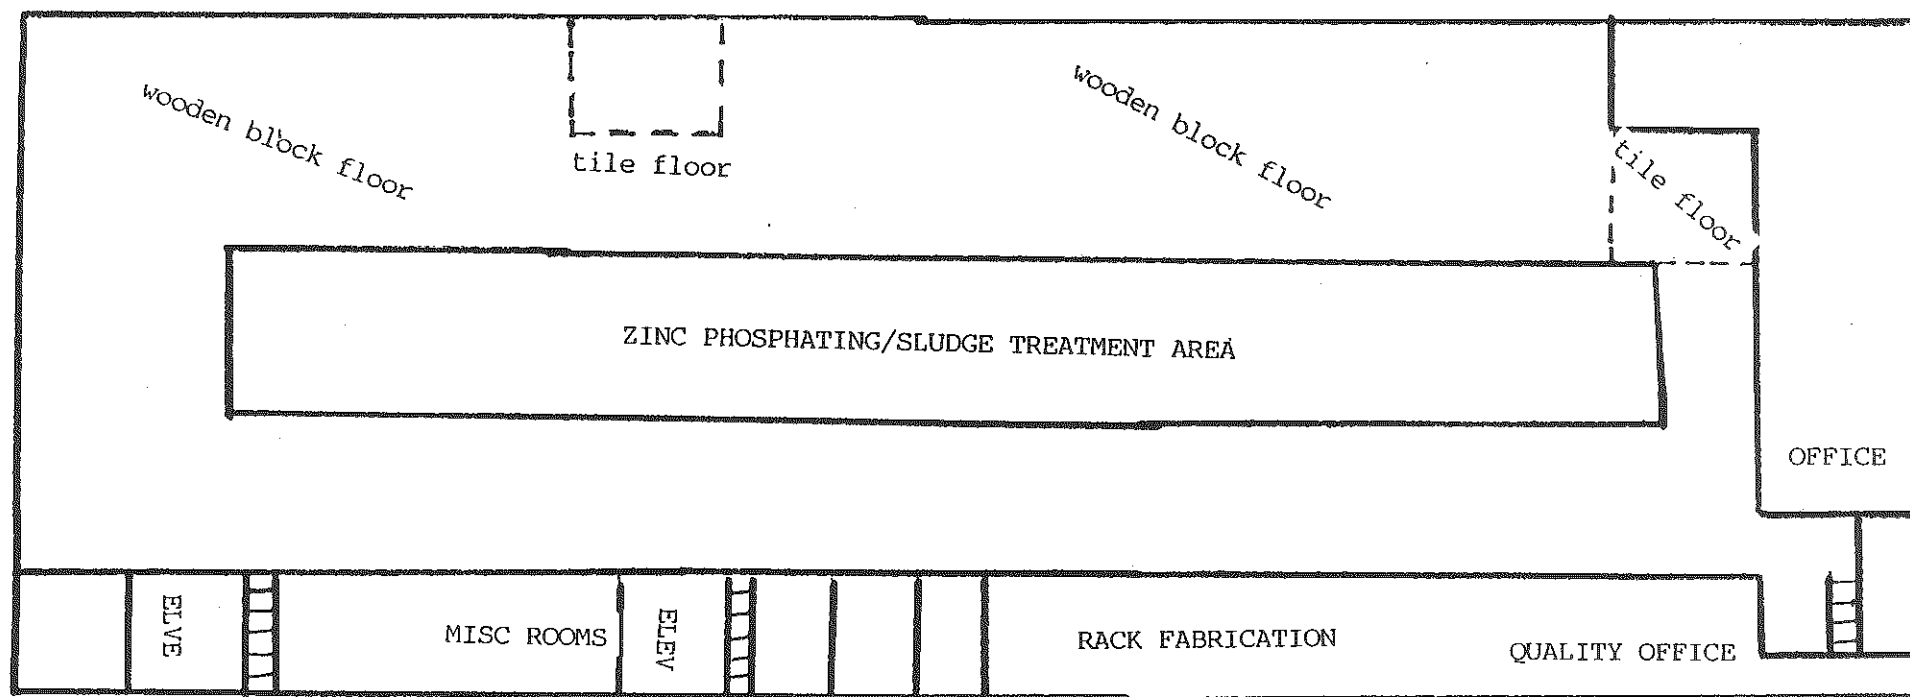 wooden block floor
tile floor
wooden block floor
tile floor
ZINC PHOSPHATING/SLUDGE TREATMENT AREA
OFFICE
ELVE
MISC ROOMS
ELEV
RACK FABRICATION
QUALITY OFFICE